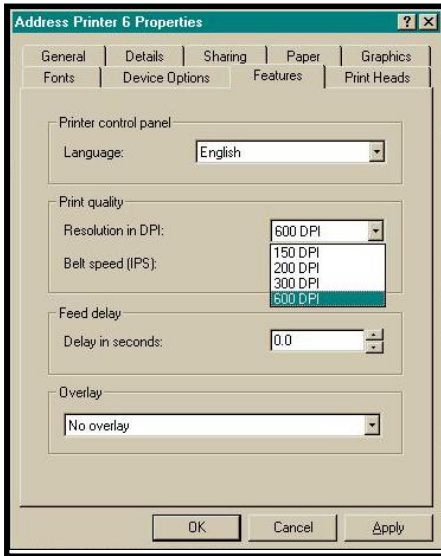 Address Printer 6 Properties
General Details Sharing Paper Graphics
Fonts Device Options Features Print Heads
Printer control panel
Language: English
Print quality
Resolution in DPI: 600 DPI
150 DPI
200 DPI
Belt speed (IPS):
300 DPI
600 DPI
Feed delay
Delay in seconds: 0.0
Overlay
No overlay
OK Cancel Apply